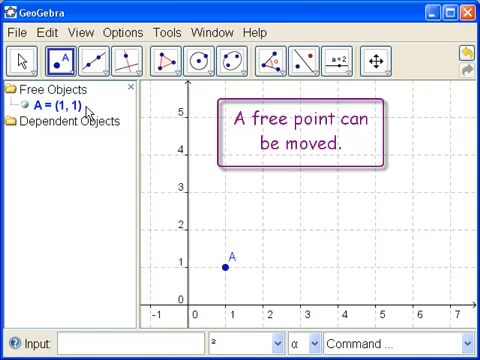 GeoGebra
File Edit View Options Tools Window Help
A
a = 2
Free Objects
A = (1, 1)
Dependent Objects
A free point can
be moved.
5
4
3
2
1
0
A
-1 0 1 2 3 4 5 6 7
Input: ² α Command ...